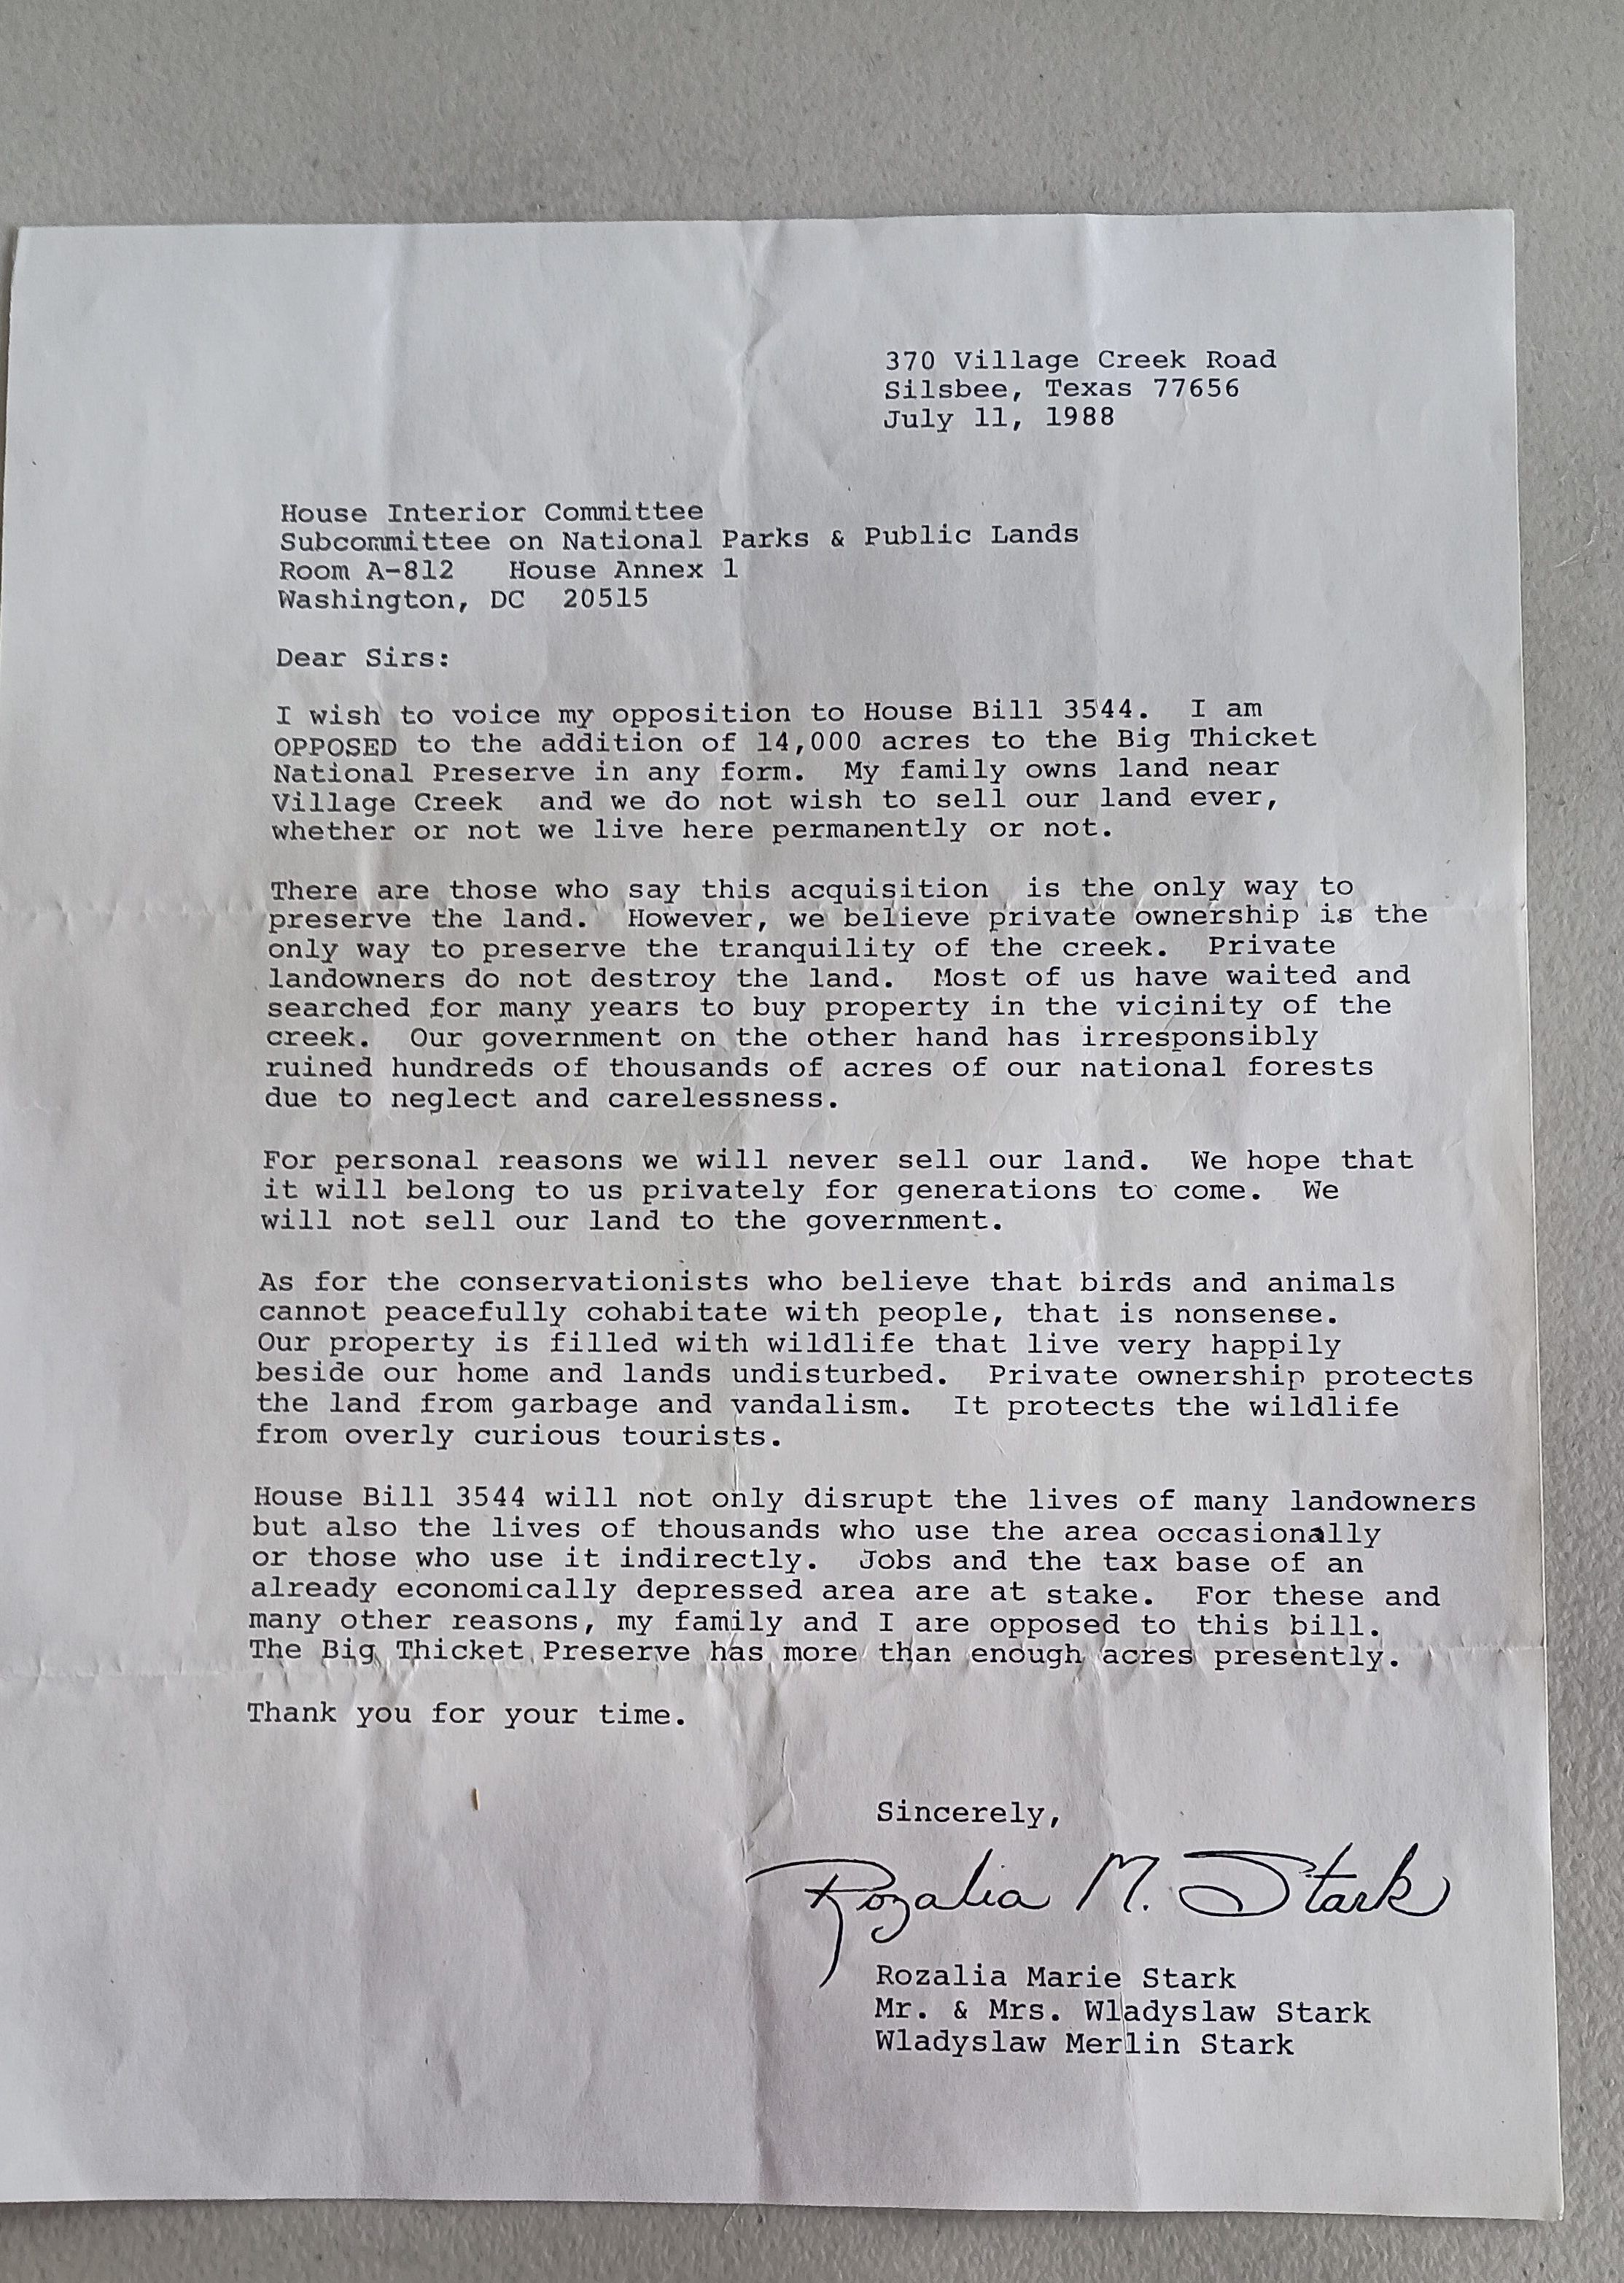 370 Village Creek Road
Silsbee, Texas 77656
July 11, 1988
House Interior Committee
Subcommittee on National Parks & Public Lands
Room A-812 House Annex 1
Washington, DC 20515
Dear Sirs:
I wish to voice my opposition to House Bill 3544. I am
OPPOSED to the addition of 14,000 acres to the Big Thicket
National Preserve in any form. My family owns land near
Village Creek and we do not wish to sell our land ever,
whether or not we live here permanently or not.
There are those who say this acquisition is the only way to
preserve the land. However, we believe private ownership is the
only way to preserve the tranquility of the creek. Private
landowners do not destroy the land. Most of us have waited and
searched for many years to buy property in the vicinity of the
creek. Our government on the other hand has irresponsibly
ruined hundreds of thousands of acres of our national forests
due to neglect and carelessness.
For personal reasons we will never sell our land. We hope that
it will belong to us privately for generations to come. We
will not sell our land to the government.
As for the conservationists who believe that birds and animals
cannot peacefully cohabitate with people, that is nonsense.
Our property is filled with wildlife that live very happily
beside our home and lands undisturbed. Private ownership protects
the land from garbage and vandalism. It protects the wildlife
from overly curious tourists.
House Bill 3544 will not only disrupt the lives of many landowners
but also the lives of thousands who use the area occasionally
or those who use it indirectly. Jobs and the tax base of an
already economically depressed area are at stake. For these and
many other reasons, my family and I are opposed to this bill.
The Big Thicket Preserve has more than enough acres presently.
Thank you for your time.
Sincerely,
Rozalia M. Stark
Rozalia Marie Stark
Mr. & Mrs. Wladyslaw Stark
Wladyslaw Merlin Stark